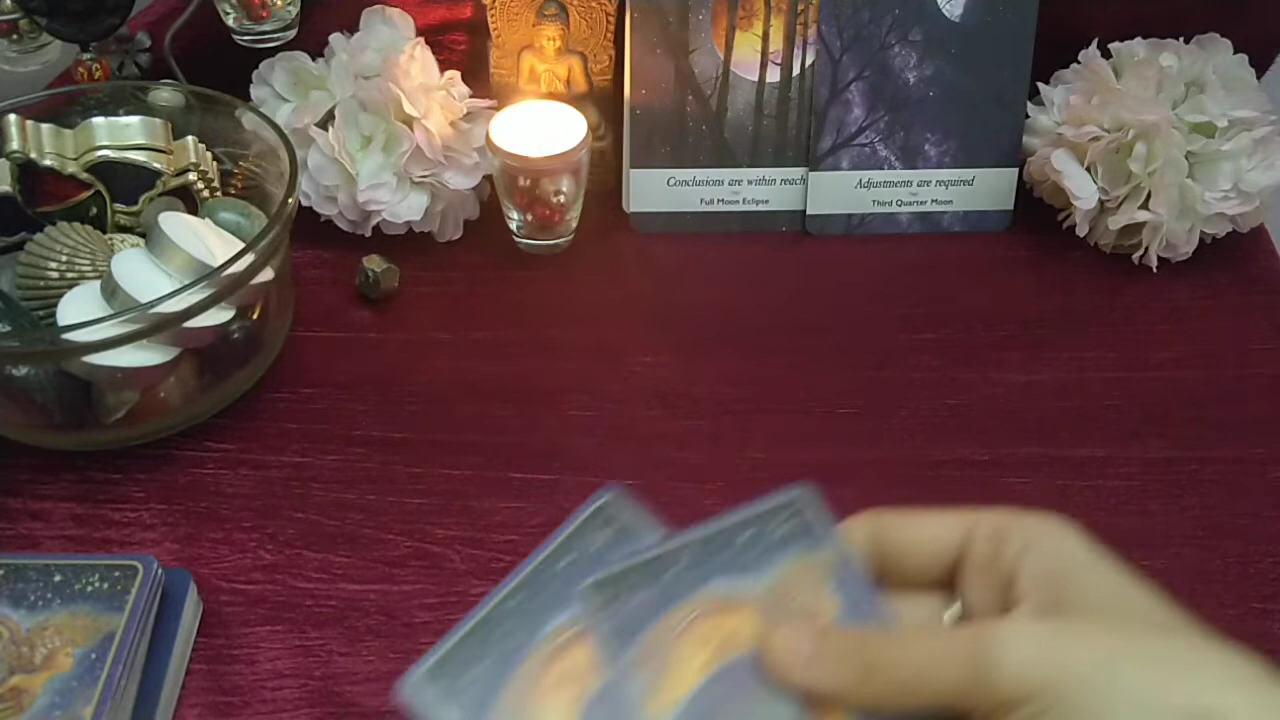 Conclusions are within reach
Full Moon Eclipse
Adjustments are required
Third Quarter Moon